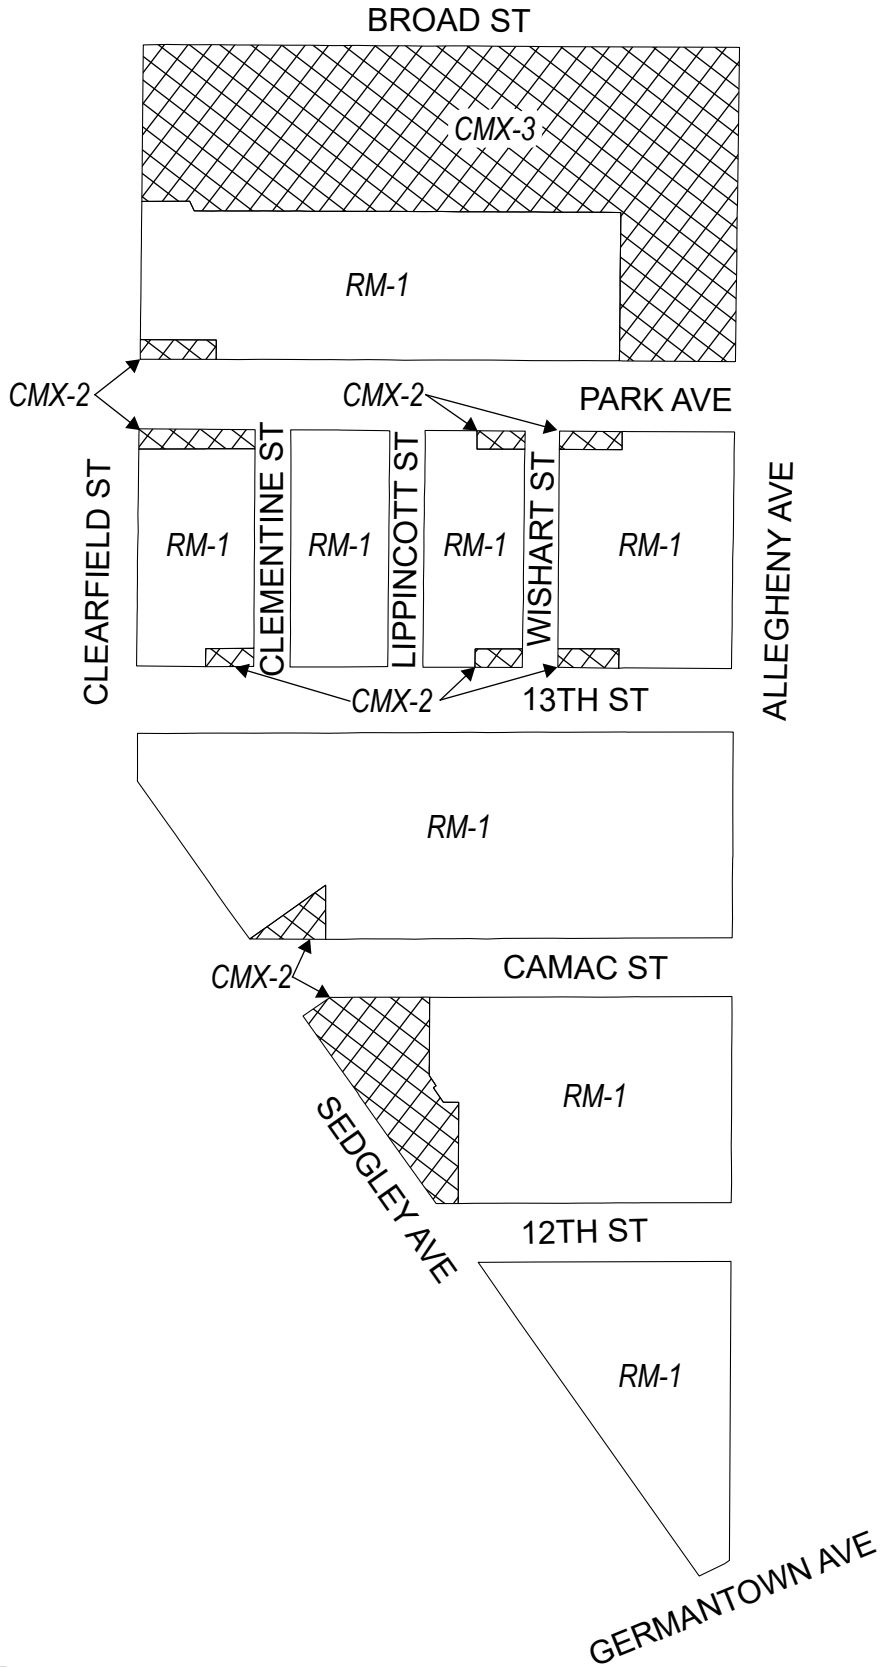 BROAD ST
CMX-3
RM-1
CMX-2
CMX-2
PARK AVE
CLEARFIELD ST
RM-1
CLEMENTINE ST
RM-1
LIPPINCOTT ST
RM-1
WISHART ST
RM-1
ALLEGHENY AVE
CMX-2
13TH ST
RM-1
CMX-2
CAMAC ST
RM-1
SEDGLEY AVE
12TH ST
RM-1
GERMANTOWN AVE